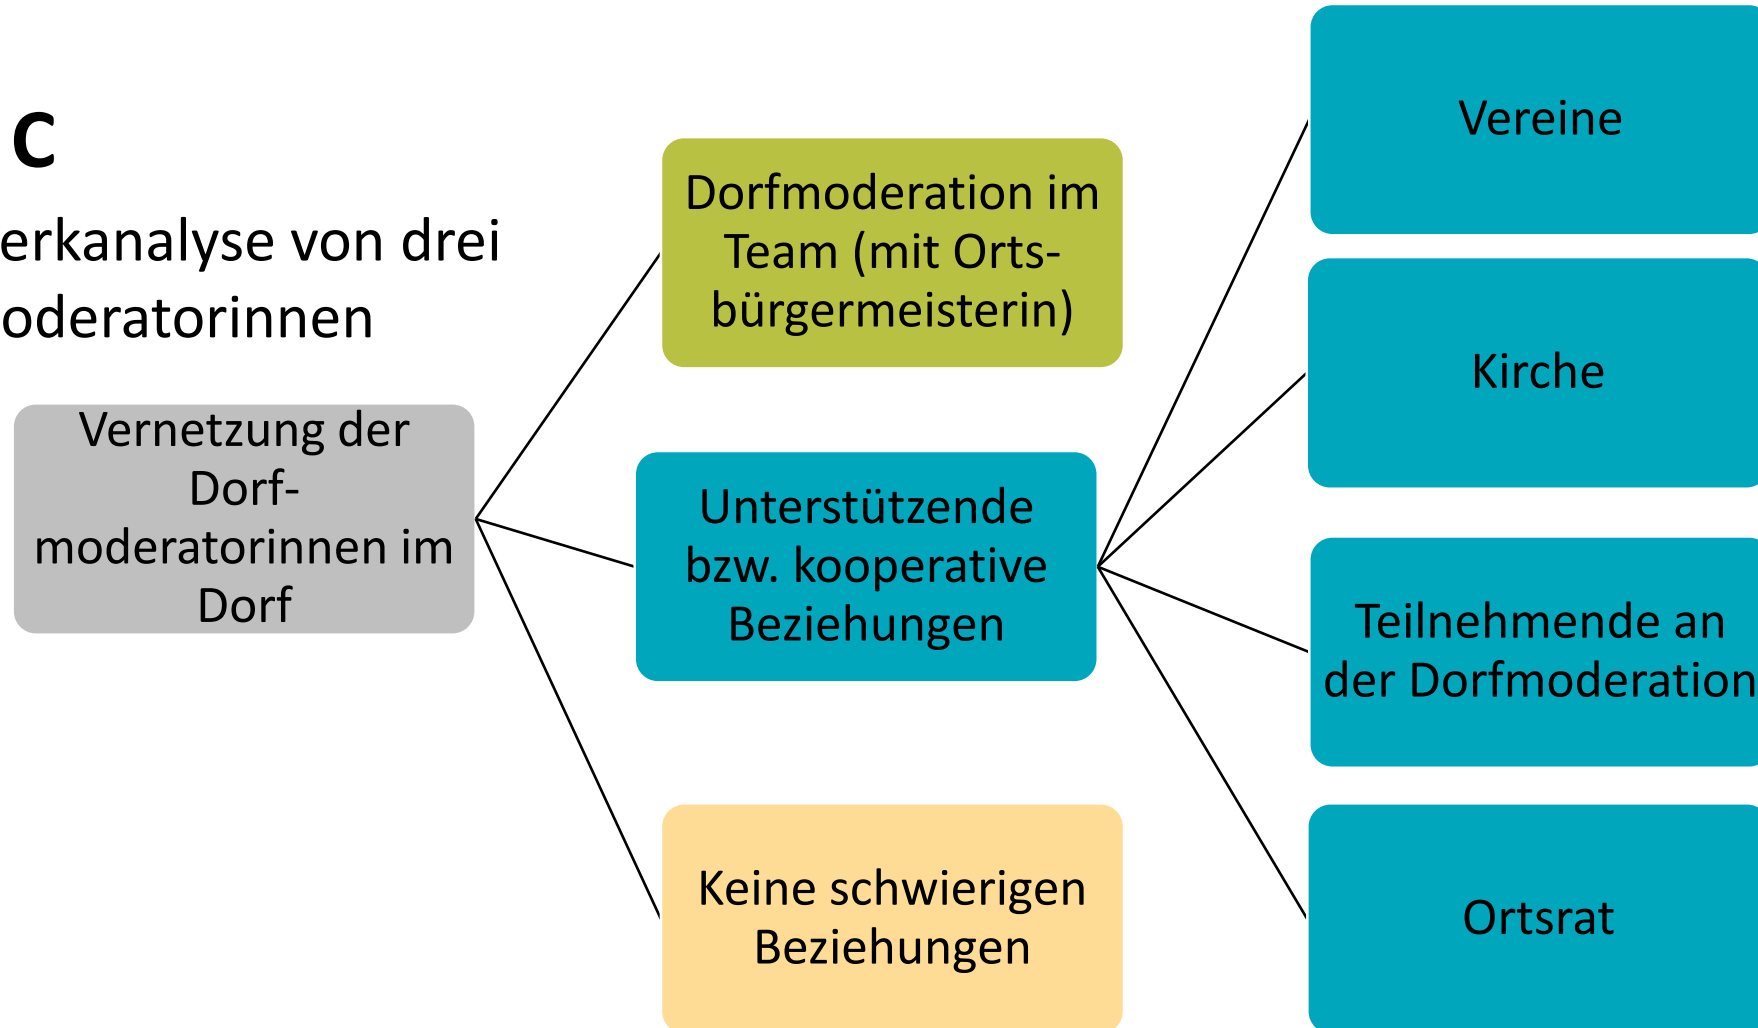 C
erkanalyse von drei
oderatorinnen
Vernetzung der
Dorf-
moderatorinnen im
Dorf
Dorfmoderation im
Team (mit Orts-
bürgermeisterin)
Unterstützende
bzw. kooperative
Beziehungen
Keine schwierigen
Beziehungen
Vereine
Kirche
Teilnehmende an
der Dorfmoderation
Ortsrat